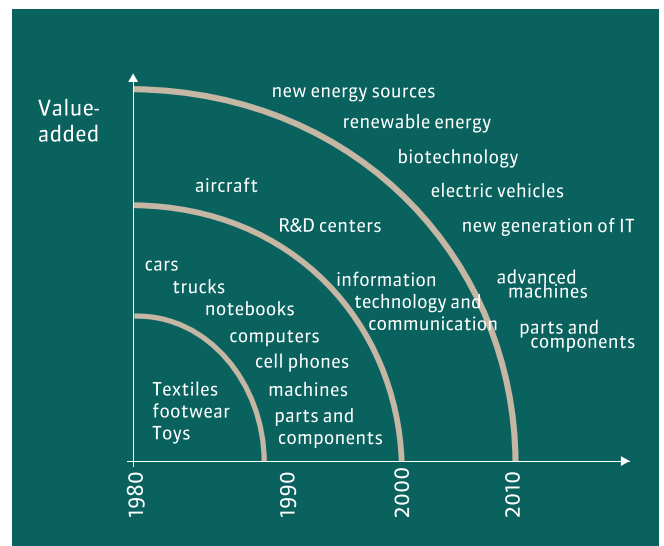 Value-
added
new energy sources
renewable energy
biotechnology
electric vehicles
new generation of IT
advanced
machines
parts and
components
aircraft
R&D centers
information
technology and
communication
cars
trucks
notebooks
computers
cell phones
machines
parts and
components
Textiles
footwear
Toys
1980
1990
2000
2010